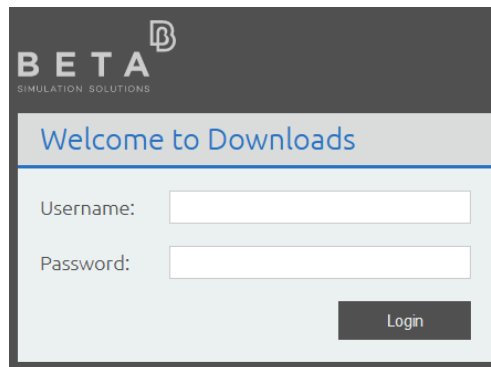 β
BETA
SIMULATION SOLUTIONS
Welcome to Downloads
Username:
Password:
Login